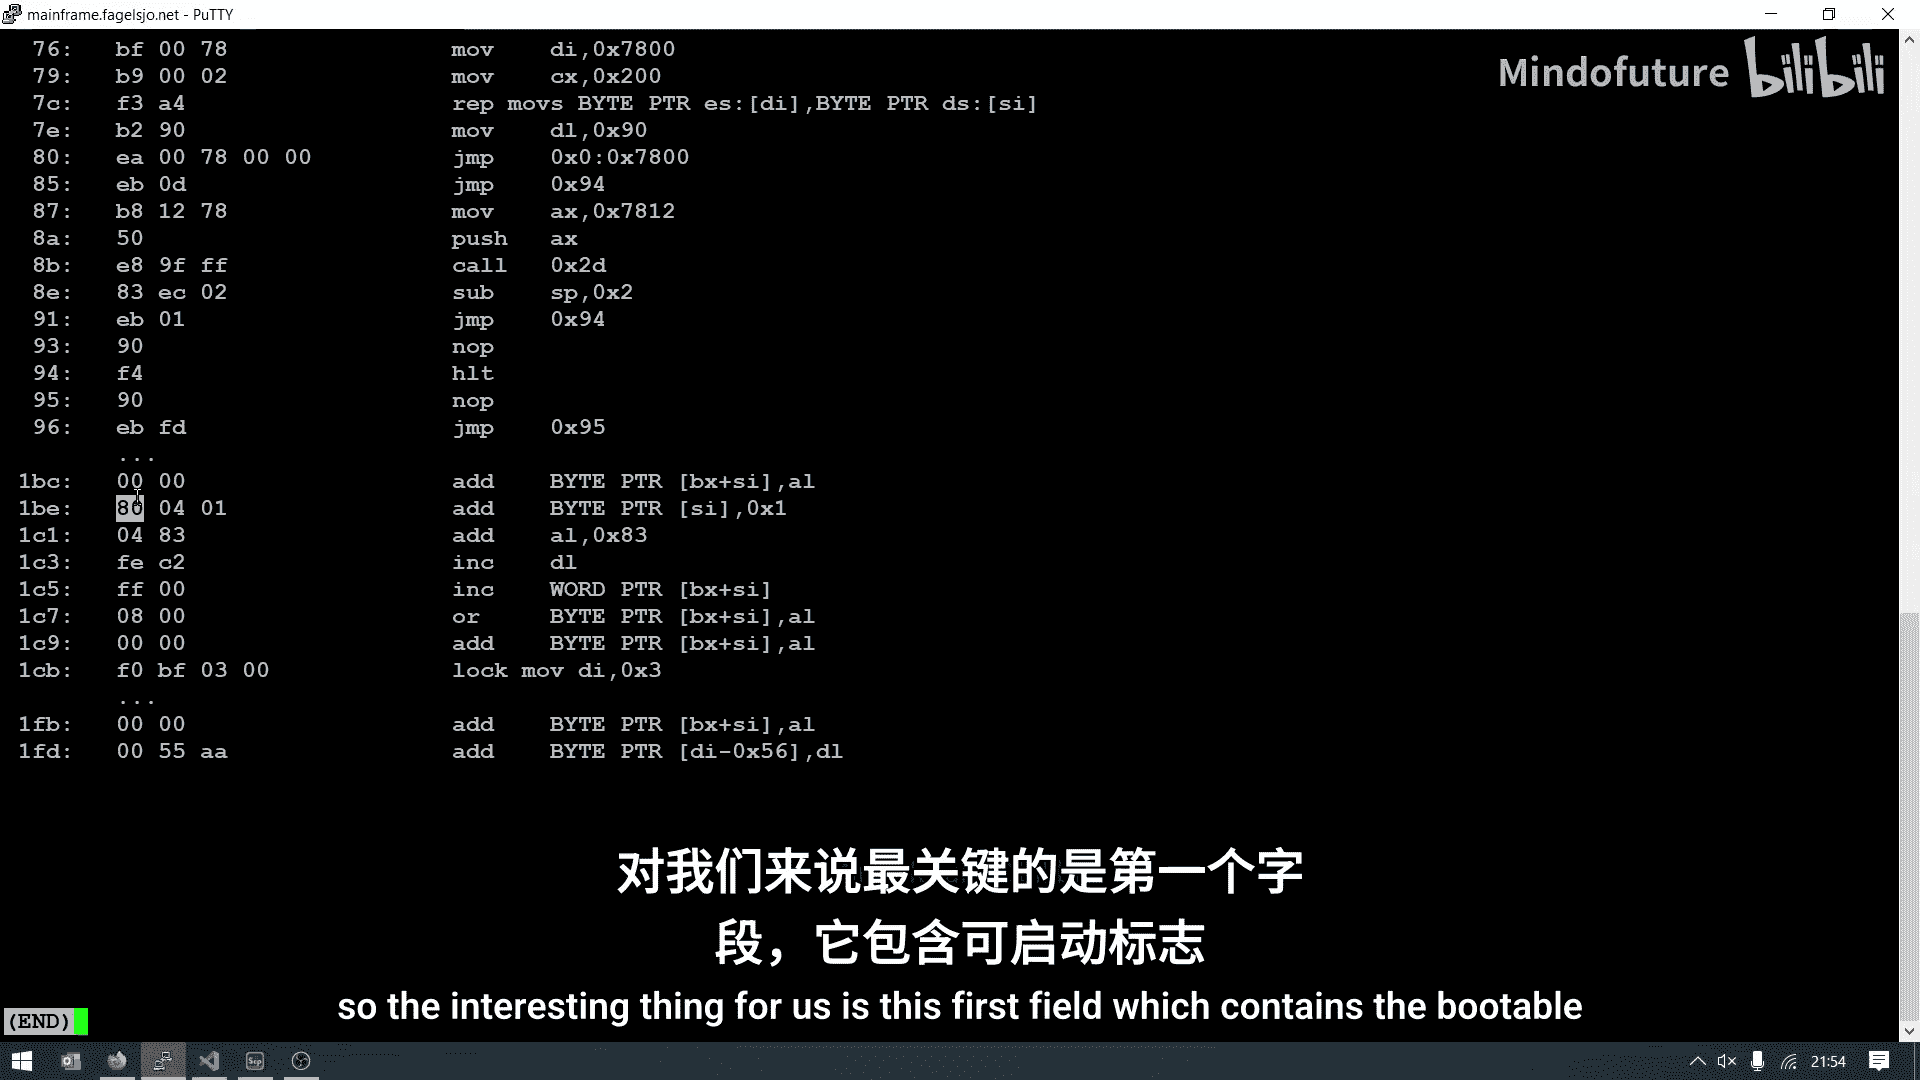 mainframe.fagelsjo.net - PuTTY
Mindofuture bilibili
76: bf 00 78 mov di,0x7800
79: b9 00 02 mov cx,0x200
7c: f3 a4 rep movs BYTE PTR es:[di],BYTE PTR ds:[si]
7e: b2 90 mov dl,0x90
80: ea 00 78 00 00 jmp 0x0:0x7800
85: eb 0d jmp 0x94
87: b8 12 78 mov ax,0x7812
8a: 50 push ax
8b: e8 9f ff call 0x2d
8e: 83 ec 02 sub sp,0x2
91: eb 01 jmp 0x94
93: 90 nop
94: f4 hlt
95: 90 nop
96: eb fd jmp 0x95
...
1bc: 00 00 add BYTE PTR [bx+si],al
1be: 80 04 01 add BYTE PTR [si],0x1
1c1: 04 83 add al,0x83
1c3: fe c2 inc dl
1c5: ff 00 inc WORD PTR [bx+si]
1c7: 08 00 or BYTE PTR [bx+si],al
1c9: 00 00 add BYTE PTR [bx+si],al
1cb: f0 bf 03 00 lock mov di,0x3
...
1fb: 00 00 add BYTE PTR [bx+si],al
1fd: 00 55 aa add BYTE PTR [di-0x56],dl
对我们来说最关键的是第一个字
段，它包含可启动标志
so the interesting thing for us is this first field which contains the bootable
(END)
21:54